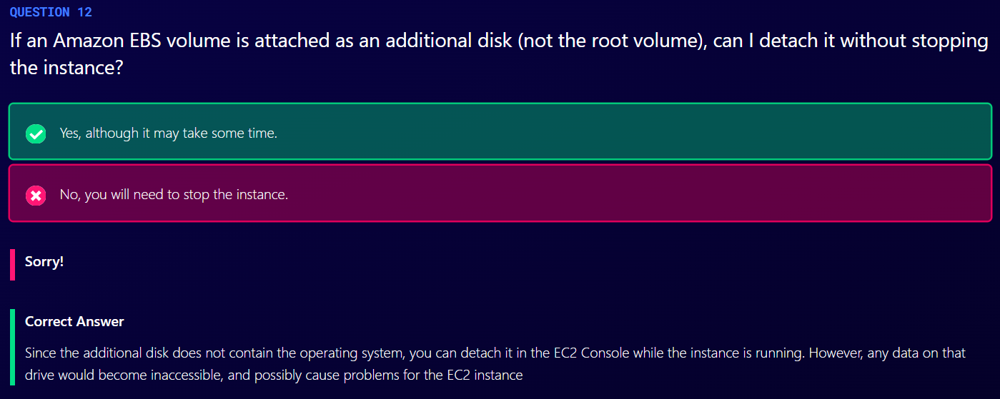 QUESTION 12
If an Amazon EBS volume is attached as an additional disk (not the root volume), can I detach it without stopping
the instance?
Yes, although it may take some time.
No, you will need to stop the instance.
Sorry!
Correct Answer
Since the additional disk does not contain the operating system, you can detach it in the EC2 Console while the instance is running. However, any data on that
drive would become inaccessible, and possibly cause problems for the EC2 instance